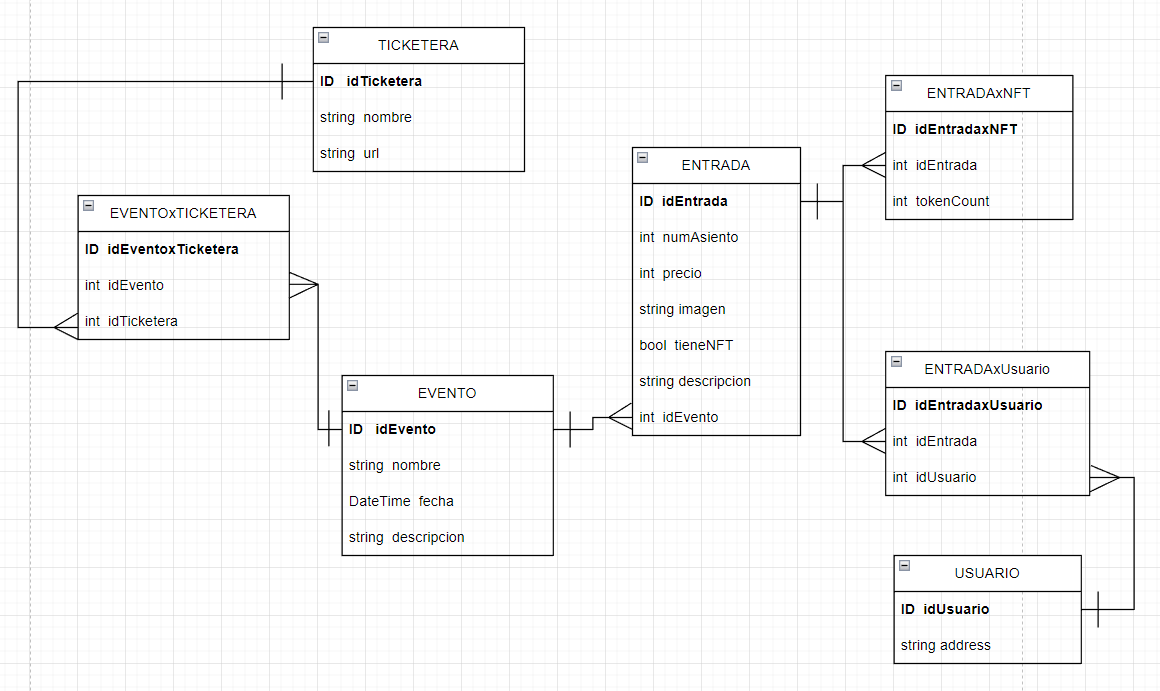 TICKETERA
ID idTicketera
string nombre
string url
EVENTOxTICKETERA
ID idEventoxTicketera
int idEvento
int idTicketera
EVENTO
ID idEvento
string nombre
DateTime fecha
string descripcion
ENTRADA
ID idEntrada
int numAsiento
int precio
string imagen
bool tieneNFT
string descripcion
int idEvento
ENTRADAxNFT
ID idEntradaxNFT
int idEntrada
int tokenCount
ENTRADAxUsuario
ID idEntradaxUsuario
int idEntrada
int idUsuario
USUARIO
ID idUsuario
string address